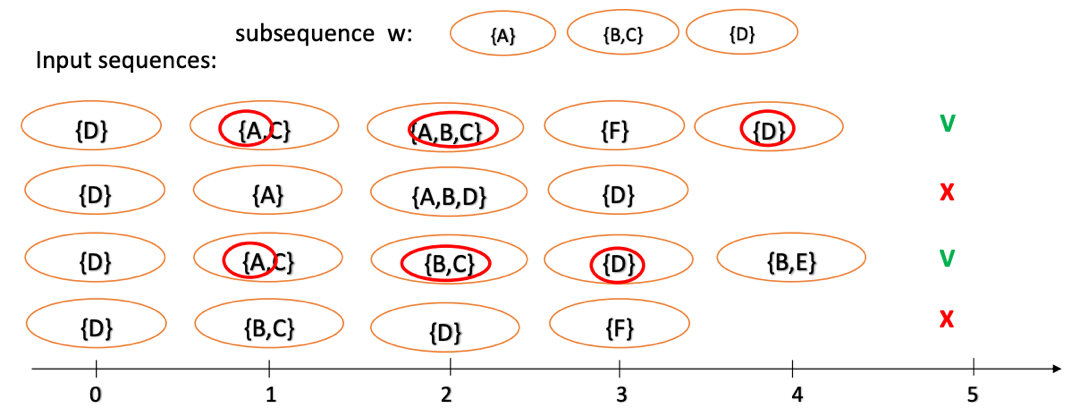 subsequence w: {A} {B,C} {D}
Input sequences:
{D} {A,C} {A,B,C} {F} {D} V
{D} {A} {A,B,D} {D} X
{D} {A,C} {B,C} {D} {B,E} V
{D} {B,C} {D} {F} X
0 1 2 3 4 5